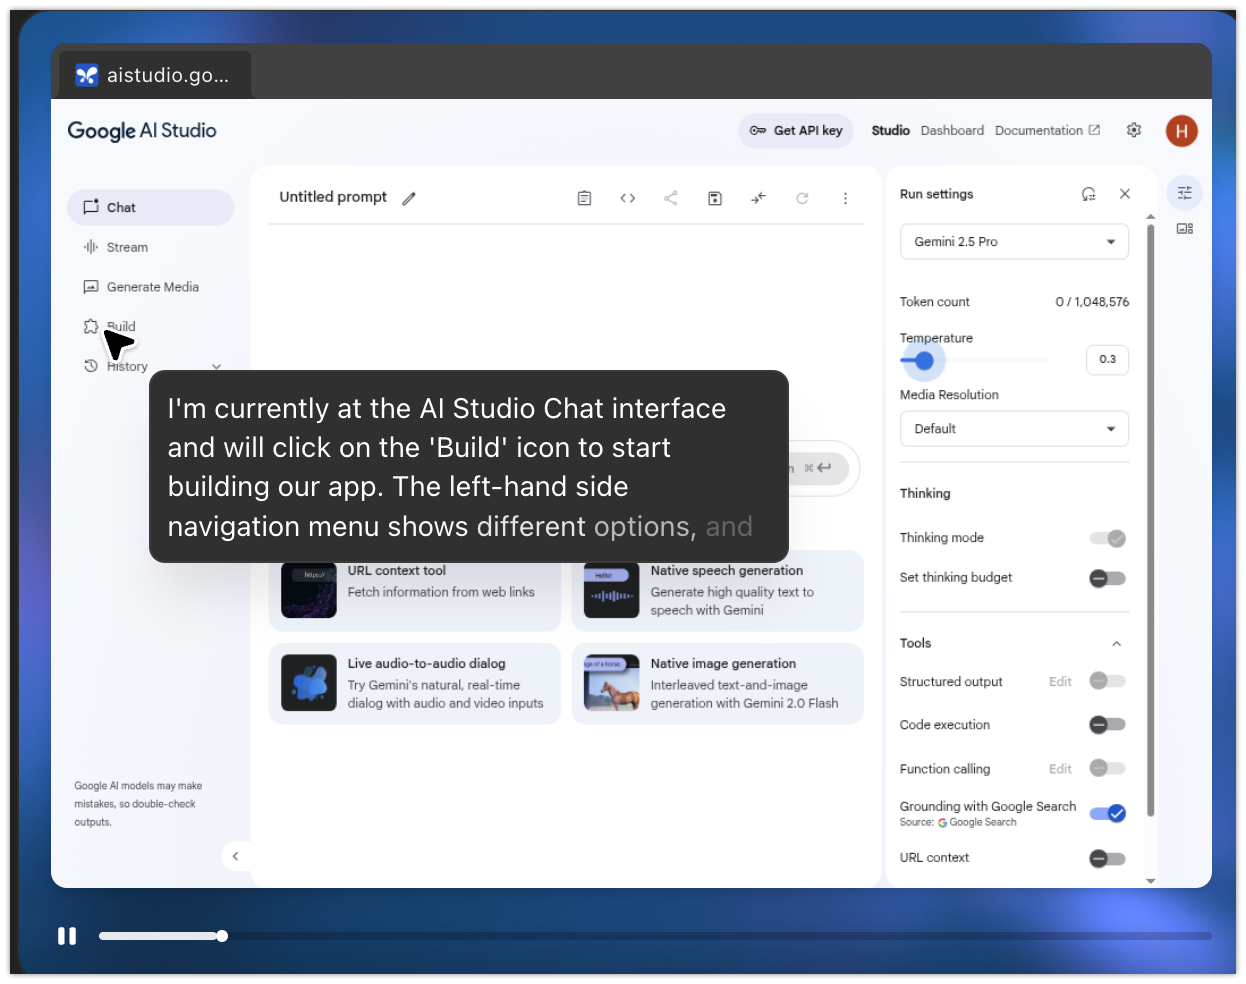 aistudio.go...
Google AI Studio
Get API key
Studio
Dashboard
Documentation
H
Chat
Stream
Generate Media
Build
History
Untitled prompt
I'm currently at the AI Studio Chat interface
and will click on the 'Build' icon to start
building our app. The left-hand side
navigation menu shows different options, and
URL context tool
Fetch information from web links
https://
Native speech generation
Generate high quality text to
speech with Gemini
Hello!
Live audio-to-audio dialog
Try Gemini's natural, real-time
dialog with audio and video inputs
Native image generation
Interleaved text-and-image
generation with Gemini 2.0 Flash
Google AI models may make
mistakes, so double-check
outputs.
Run settings
Gemini 2.5 Pro
Token count 0 / 1,048,576
Temperature
0.3
Media Resolution
Default
Thinking
Thinking mode
Set thinking budget
Tools
Structured output Edit
Code execution
Function calling Edit
Grounding with Google Search
Source: G Google Search
URL context